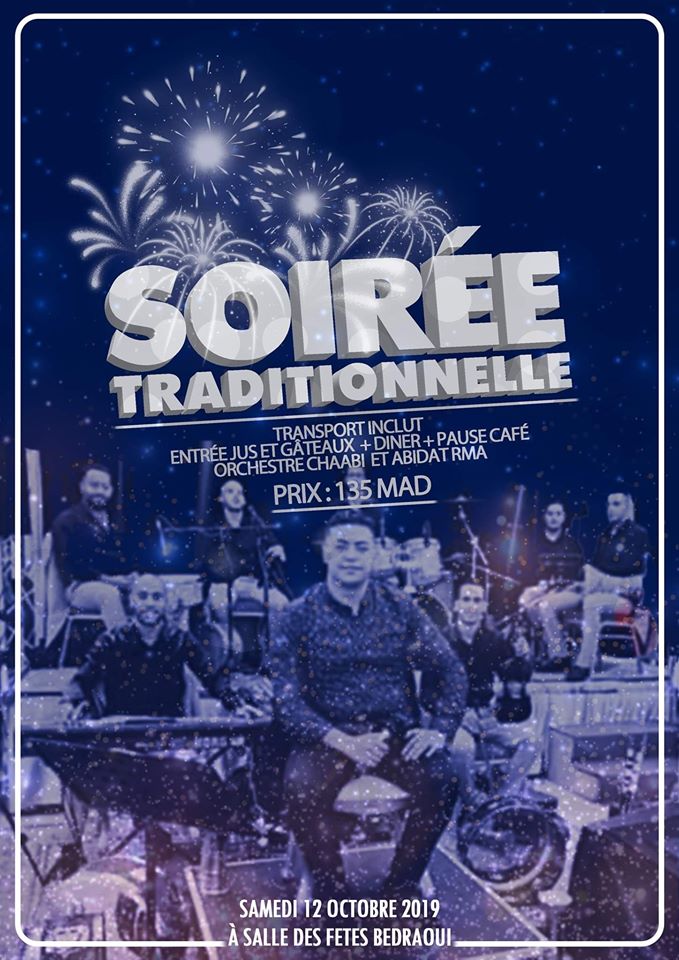 SOIRÉE
TRADITIONNELLE
TRANSPORT INCLUT
ENTRÉE JUS ET GÂTEAUX + DINER + PAUSE CAFÉ
ORCHESTRE CHAABI ET ABIDAT RMA
PRIX : 135 MAD
SAMEDI 12 OCTOBRE 2019
À SALLE DES FETES BEDRAOUI